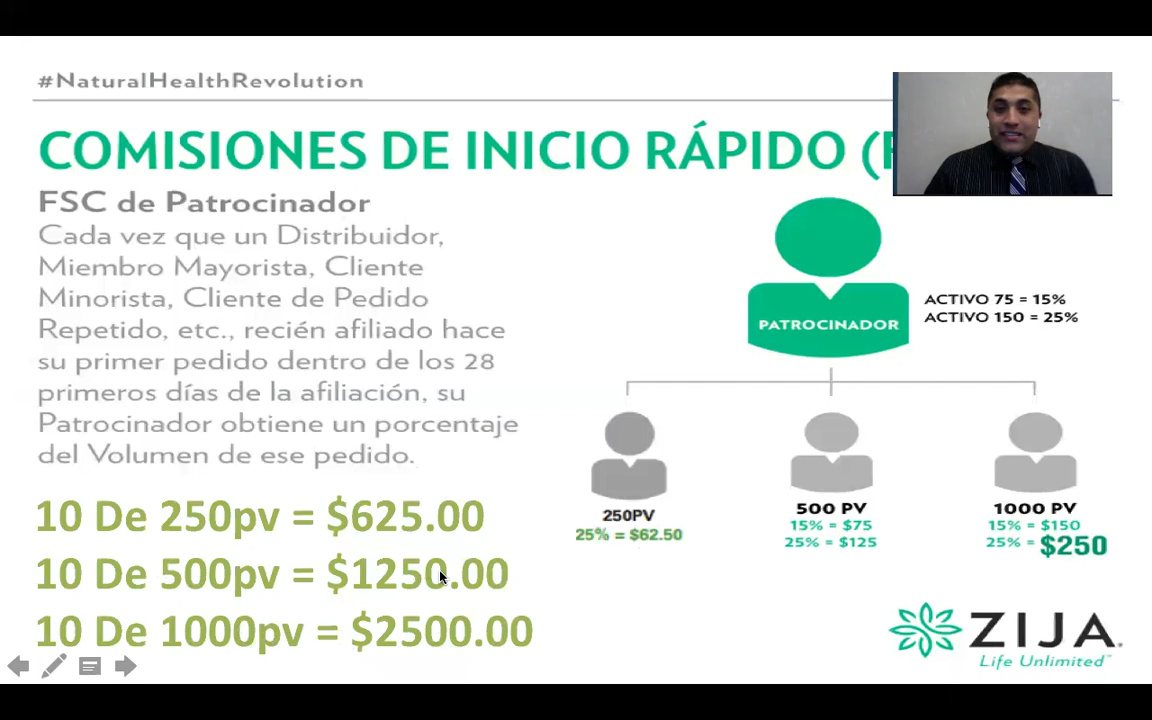 #NaturalHealthRevolution
COMISIONES DE INICIO RÁPIDO (
FSC de Patrocinador
Cada vez que un Distribuidor,
Miembro Mayorista, Cliente
Minorista, Cliente de Pedido
Repetido, etc., recién afiliado hace
su primer pedido dentro de los 28
primeros días de la afiliación, su
Patrocinador obtiene un porcentaje
del Volumen de ese pedido.
10 De 250pv = $625.00
10 De 500pv = $1250.00
10 De 1000pv = $2500.00
PATROCINADOR
ACTIVO 75 = 15%
ACTIVO 150 = 25%
250PV
25% = $62.50
500 PV
15% = $75
25% = $125
1000 PV
15% = $150
25% = $250
ZIJA
Life Unlimited™